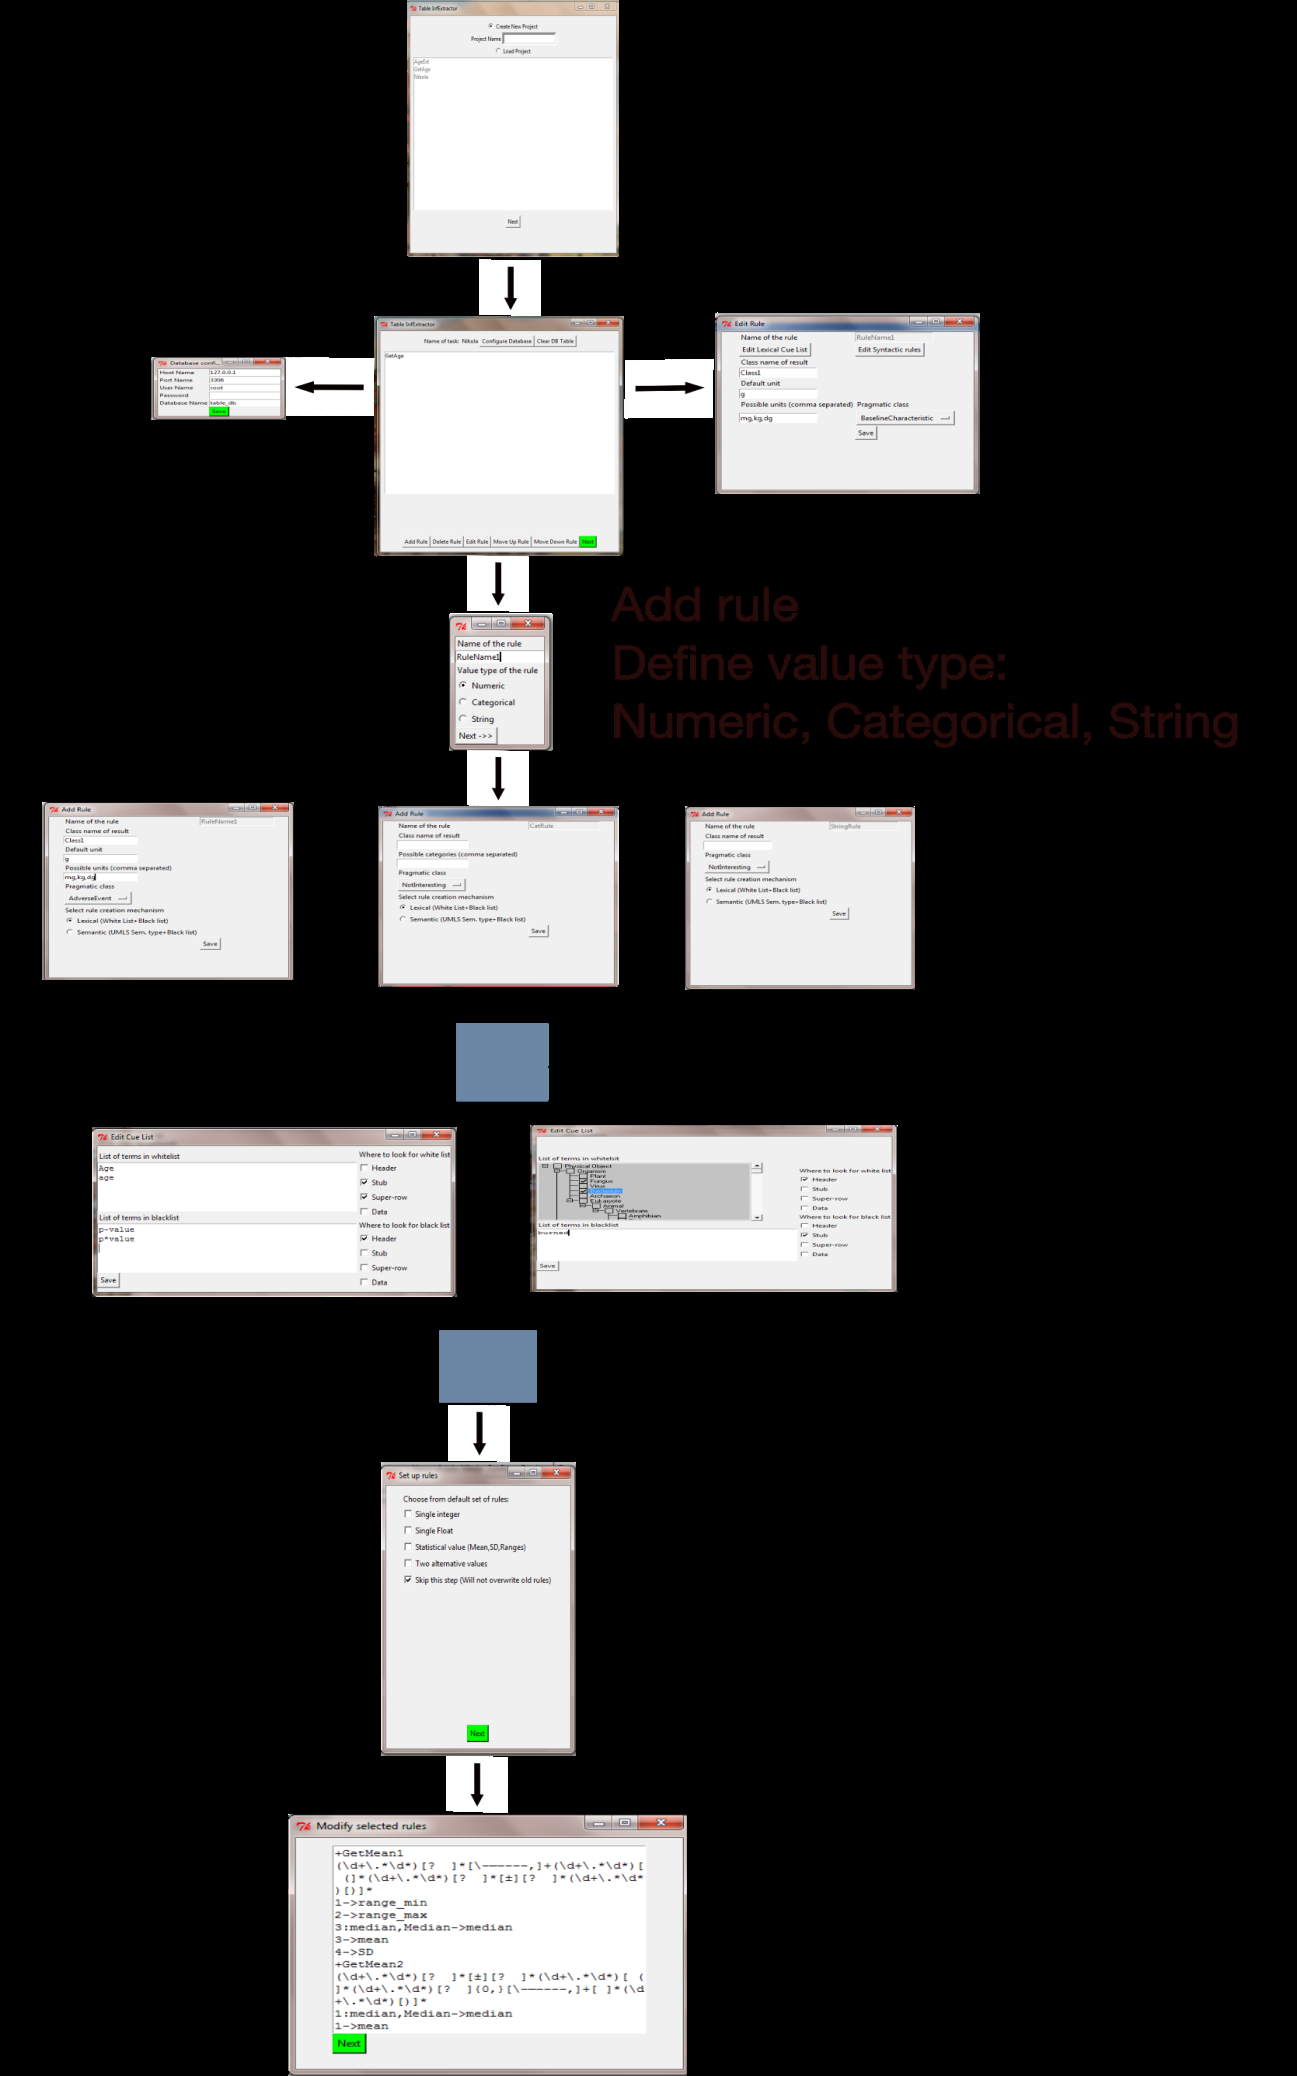 Table InfExtractor
Create New Project
Project Name
Load Project
AgeExt
GetAge
Nikola
Next
Table InfExtractor
Name of task: Nikola Configure Database Clear DB Table
GetAge
Add Rule Delete Rule Edit Rule Move Up Rule Move Down Rule Next
Database confi...
Host Name 127.0.0.1
Port Name 3306
User Name root
Password
Database Name table_db
Save
Edit Rule
Name of the rule RuleName1
Edit Lexical Cue List Edit Syntactic rules
Class name of result
Class1
Default unit
g
Possible units (comma separated) Pragmatic class
mg,kg,dg BaselineCharacteristic
Save
Name of the rule
RuleName1
Value type of the rule
Numeric
Categorical
String
Next ->>
Add rule
Define value type:
Numeric, Categorical, String
Add Rule
Name of the rule RuleName1
Class name of result
Class1
Default unit
g
Possible units (comma separated)
mg,kg,dg
Pragmatic class
AdverseEvent
Select rule creation mechanism
Lexical (White List+Black list)
Semantic (UMLS Sem. type+Black list)
Save
Add Rule
Name of the rule CatRule
Class name of result
Possible categories (comma separated)
Pragmatic class
NotInteresting
Select rule creation mechanism
Lexical (White List+Black list)
Semantic (UMLS Sem. type+Black list)
Save
Add Rule
Name of the rule StringRule
Class name of result
Pragmatic class
NotInteresting
Select rule creation mechanism
Lexical (White List+Black list)
Semantic (UMLS Sem. type+Black list)
Save
Edit Cue List
List of terms in whitelist
Age
age
List of terms in blacklist
p-value
p*value
Save
Where to look for white list
Header
Stub
Super-row
Data
Where to look for black list
Header
Stub
Super-row
Data
Edit Cue List
List of terms in whitelsit
Physical Object
Organism
Plant
Fungus
Virus
Bacterium
Archaeon
Eukaryote
Animal
Vertebrate
Amphibian
List of terms in blacklist
burned
Save
Where to look for white list
Header
Stub
Super-row
Data
Where to look for black list
Header
Stub
Super-row
Data
Set up rules
Choose from default set of rules:
Single integer
Single Float
Statistical value (Mean,SD,Ranges)
Two alternative values
Skip this step (Will not overwrite old rules)
Next
Modify selected rules
+GetMean1
(\d+\.*\d*)[? ]*[\-–—―‒,]+(\d+\.*\d*)[
(]*(\d+\.*\d*)[? ]*[±][? ]*(\d+\.*\d*
)[)]*
1->range_min
2->range_max
3:median,Median->median
3->mean
4->SD
+GetMean2
(\d+\.*\d*)[? ]*[±][? ]*(\d+\.*\d*)[ (
]*(\d+\.*\d*)[? ]{0,}[\-–—―‒,]+[ ]*(\d
+\.*\d*)[)]*
1:median,Median->median
1->mean
Next